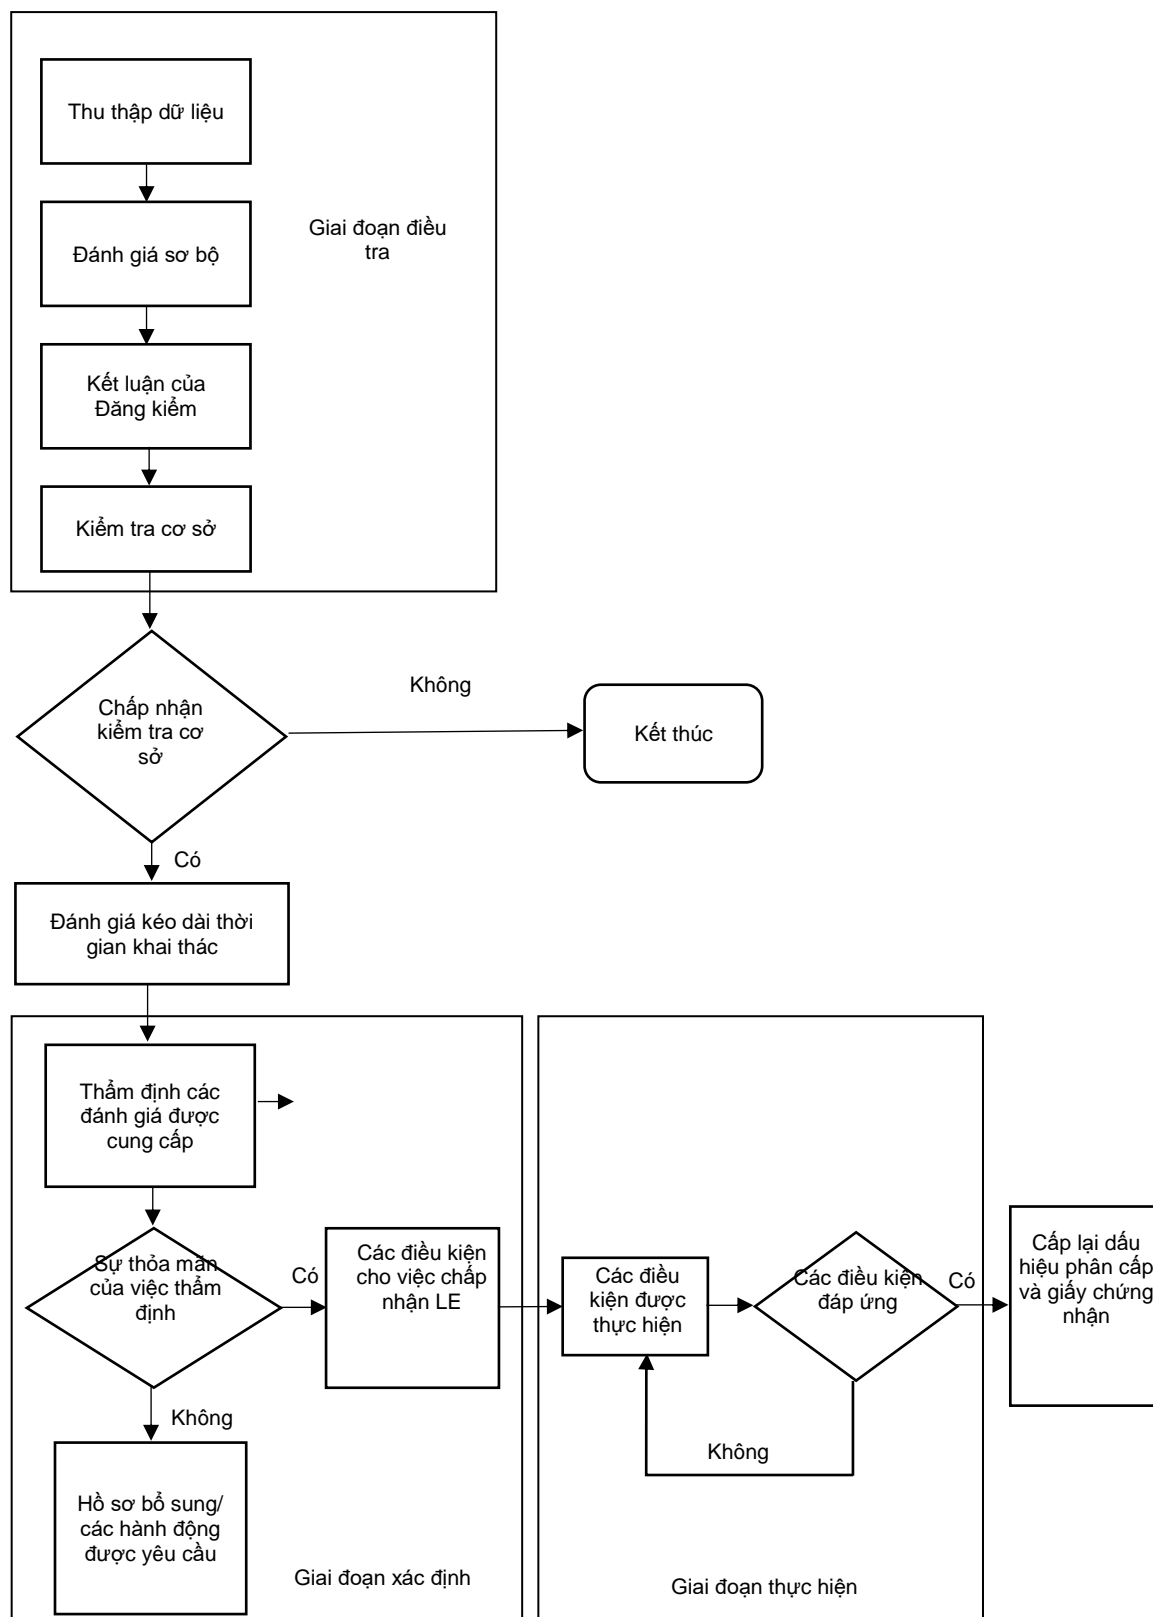 Thu thập dữ liệu
Đánh giá sơ bộ
Giai đoạn điều
tra
Kết luận của
Đăng kiểm
Kiểm tra cơ sở
Chấp nhận
kiểm tra cơ
sở
Không
Kết thúc
Có
Đánh giá kéo dài thời
gian khai thác
Thẩm định các
đánh giá được
cung cấp
Sự thỏa mãn
của việc thẩm
định
Có
Các điều kiện
cho việc chấp
nhận LE
Các điều
kiện được
thực hiện
Các điều kiện
đáp ứng
Có
Cấp lại dấu
hiệu phân cấp
và giấy chứng
nhận
Không
Không
Hồ sơ bổ sung/
các hành động
được yêu cầu
Giai đoạn xác định
Giai đoạn thực hiện